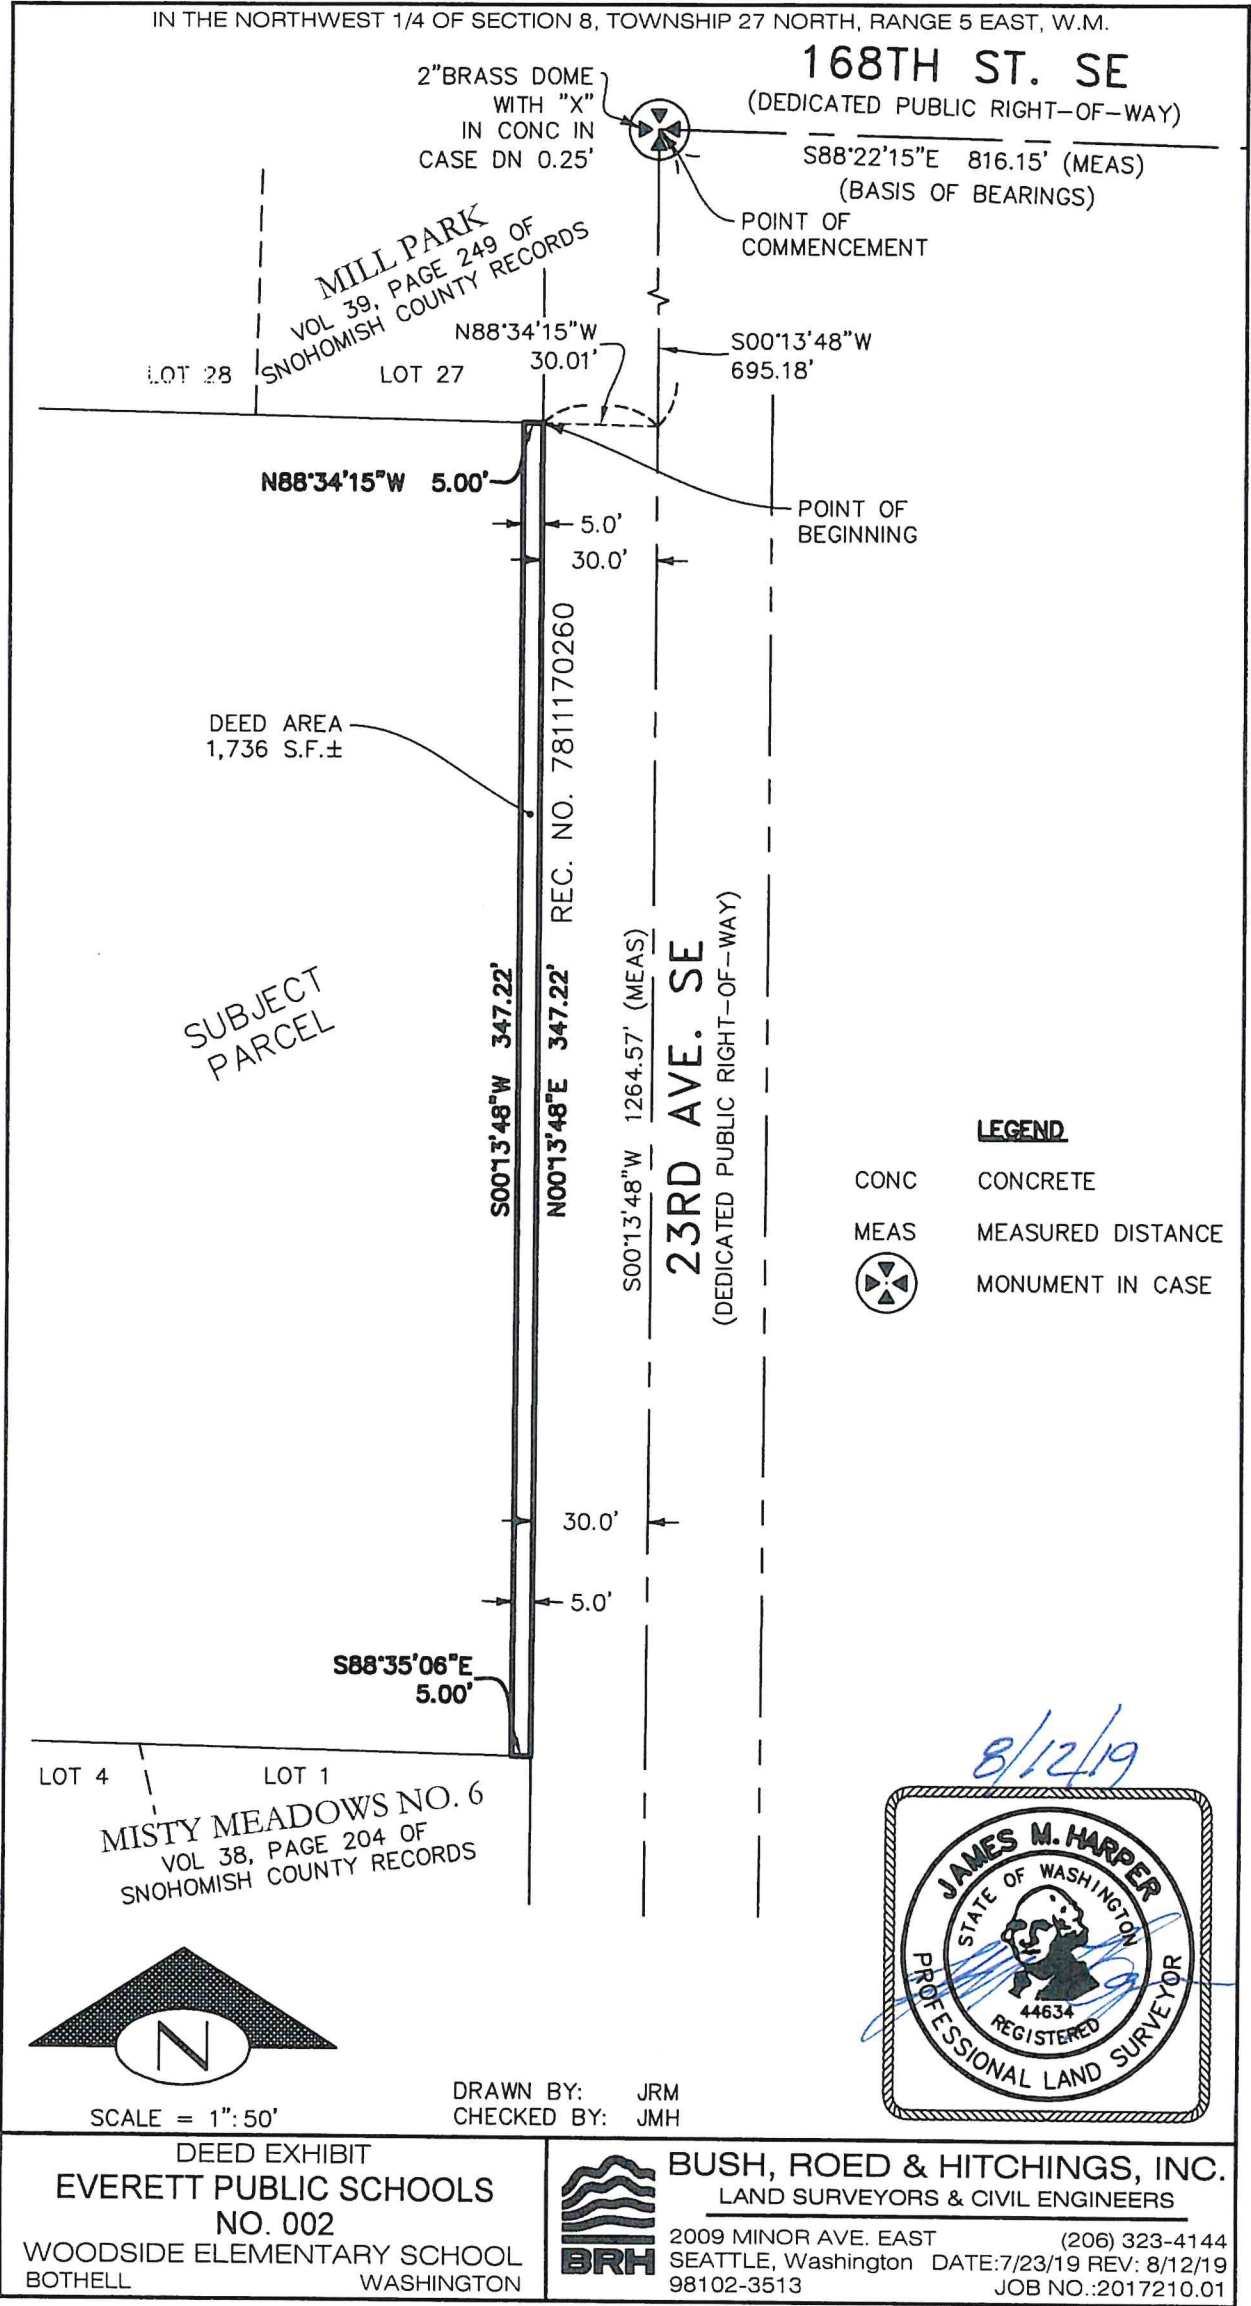 IN THE NORTHWEST 1/4 OF SECTION 8, TOWNSHIP 27 NORTH, RANGE 5 EAST, W.M.
168TH ST. SE
(DEDICATED PUBLIC RIGHT-OF-WAY)
2"BRASS DOME
WITH "X"
IN CONC IN
CASE DN 0.25'
S88°22'15"E 816.15' (MEAS)
(BASIS OF BEARINGS)
POINT OF
COMMENCEMENT
MILL PARK
VOL 39, PAGE 249 OF
SNOHOMISH COUNTY RECORDS
N88°34'15"W
30.01'
S00°13'48"W
695.18'
LOT 28
LOT 27
N88°34'15"W 5.00'
POINT OF
BEGINNING
5.0'
30.0'
REC. NO. 7811170260
DEED AREA
1,736 S.F.±
SUBJECT
PARCEL
S00°13'48"W 347.22'
N00°13'48"E 347.22'
S00°13'48"W 1264.57' (MEAS)
23RD AVE. SE
(DEDICATED PUBLIC RIGHT-OF-WAY)
LEGEND
CONC CONCRETE
MEAS MEASURED DISTANCE
MONUMENT IN CASE
30.0'
5.0'
S88°35'06"E
5.00'
LOT 4
LOT 1
MISTY MEADOWS NO. 6
VOL 38, PAGE 204 OF
SNOHOMISH COUNTY RECORDS
8/12/19
JAMES M. HARPER
STATE OF WASHINGTON
44634
REGISTERED
PROFESSIONAL LAND SURVEYOR
N
SCALE = 1":50'
DRAWN BY: JRM
CHECKED BY: JMH
DEED EXHIBIT
EVERETT PUBLIC SCHOOLS
NO. 002
WOODSIDE ELEMENTARY SCHOOL
BOTHELL WASHINGTON
BRH
BUSH, ROED & HITCHINGS, INC.
LAND SURVEYORS & CIVIL ENGINEERS
2009 MINOR AVE. EAST (206) 323-4144
SEATTLE, Washington DATE:7/23/19 REV: 8/12/19
98102-3513 JOB NO.:2017210.01